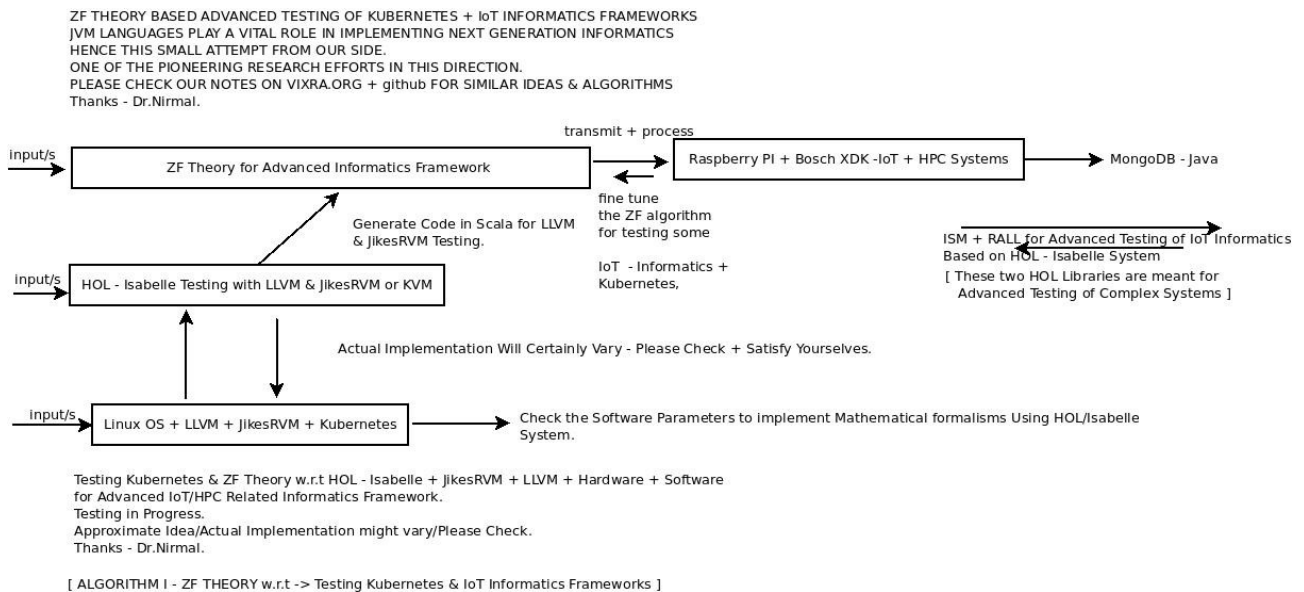 ZF THEORY BASED ADVANCED TESTING OF KUBERNETES + IoT INFORMATICS FRAMEWORKS
JVM LANGUAGES PLAY A VITAL ROLE IN IMPLEMENTING NEXT GENERATION INFORMATICS
HENCE THIS SMALL ATTEMPT FROM OUR SIDE.
ONE OF THE PIONEERING RESEARCH EFFORTS IN THIS DIRECTION.
PLEASE CHECK OUR NOTES ON VIXRA.ORG + github FOR SIMILAR IDEAS & ALGORITHMS
Thanks - Dr.Nirmal.
transmit + process
input/s
ZF Theory for Advanced Informatics Framework
Raspberry PI + Bosch XDK -IoT + HPC Systems
MongoDB - Java
fine tune
the ZF algorithm
for testing some
IoT - Informatics +
Kubernetes,
Generate Code in Scala for LLVM
& JikesRVM Testing.
ISM + RALL for Advanced Testing of IoT Informatics
Based on HOL - Isabelle System
[ These two HOL Libraries are meant for
Advanced Testing of Complex Systems ]
input/s
HOL - Isabelle Testing with LLVM & JikesRVM or KVM
Actual Implementation Will Certainly Vary - Please Check + Satisfy Yourselves.
input/s
Linux OS + LLVM + JikesRVM + Kubernetes
Check the Software Parameters to implement Mathematical formalisms Using HOL/Isabelle
System.
Testing Kubernetes & ZF Theory w.r.t HOL - Isabelle + JikesRVM + LLVM + Hardware + Software
for Advanced IoT/HPC Related Informatics Framework.
Testing in Progress.
Approximate Idea/Actual Implementation might vary/Please Check.
Thanks - Dr.Nirmal.
[ ALGORITHM I - ZF THEORY w.r.t -> Testing Kubernetes & IoT Informatics Frameworks ]